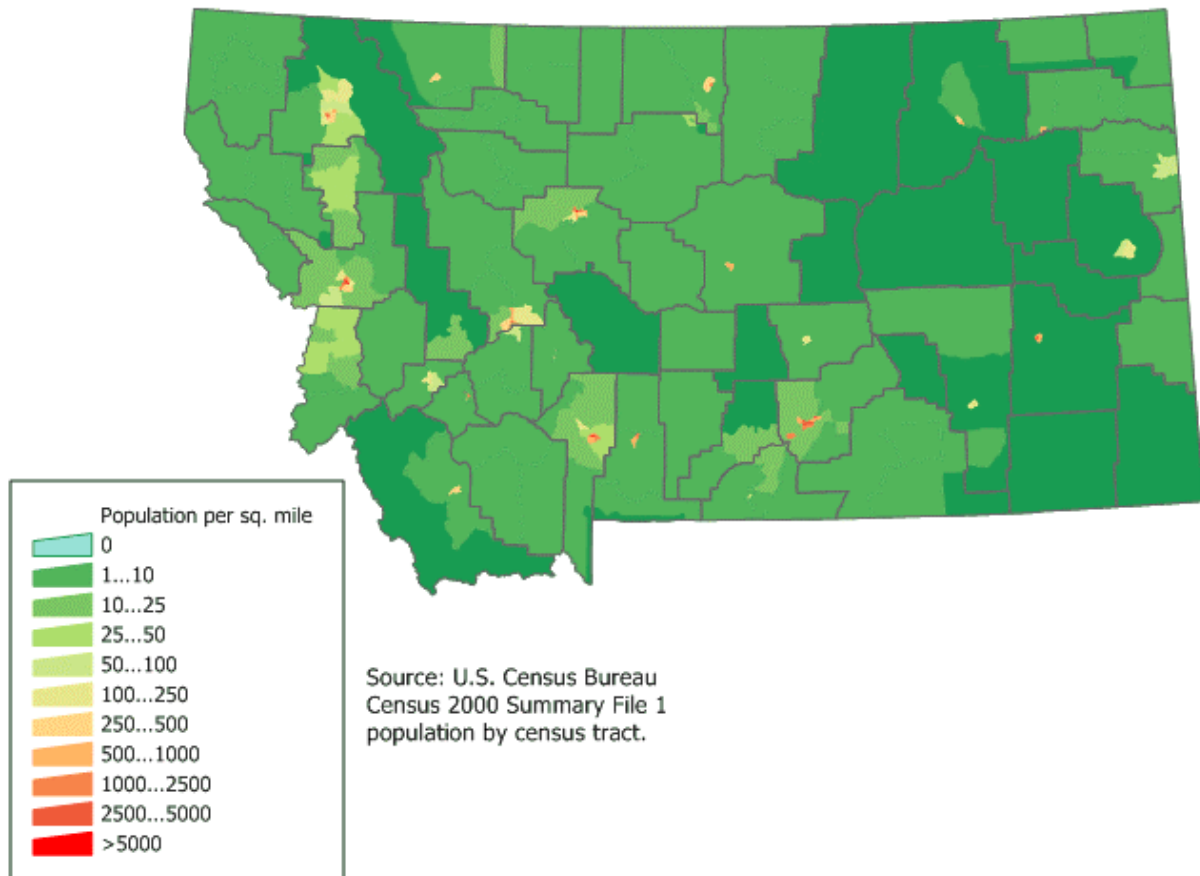 Population per sq. mile
0
1...10
10...25
25...50
50...100
100...250
250...500
500...1000
1000...2500
2500...5000
>5000
Source: U.S. Census Bureau
Census 2000 Summary File 1
population by census tract.